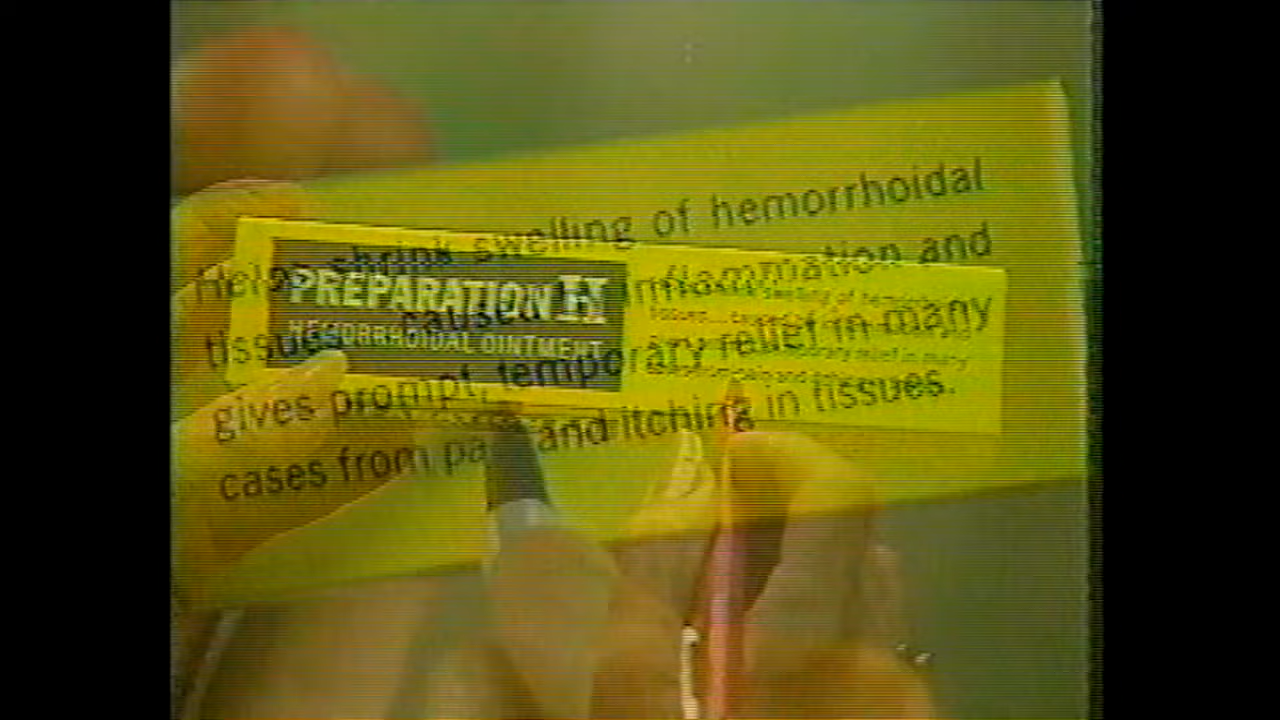 Helps shrink swelling of hemorrhoidal
tissues caused inflammation and
gives prompt, temporary relief in many
cases from pain and itching in tissues.
PREPARATION H
HEMORRHOIDAL OINTMENT